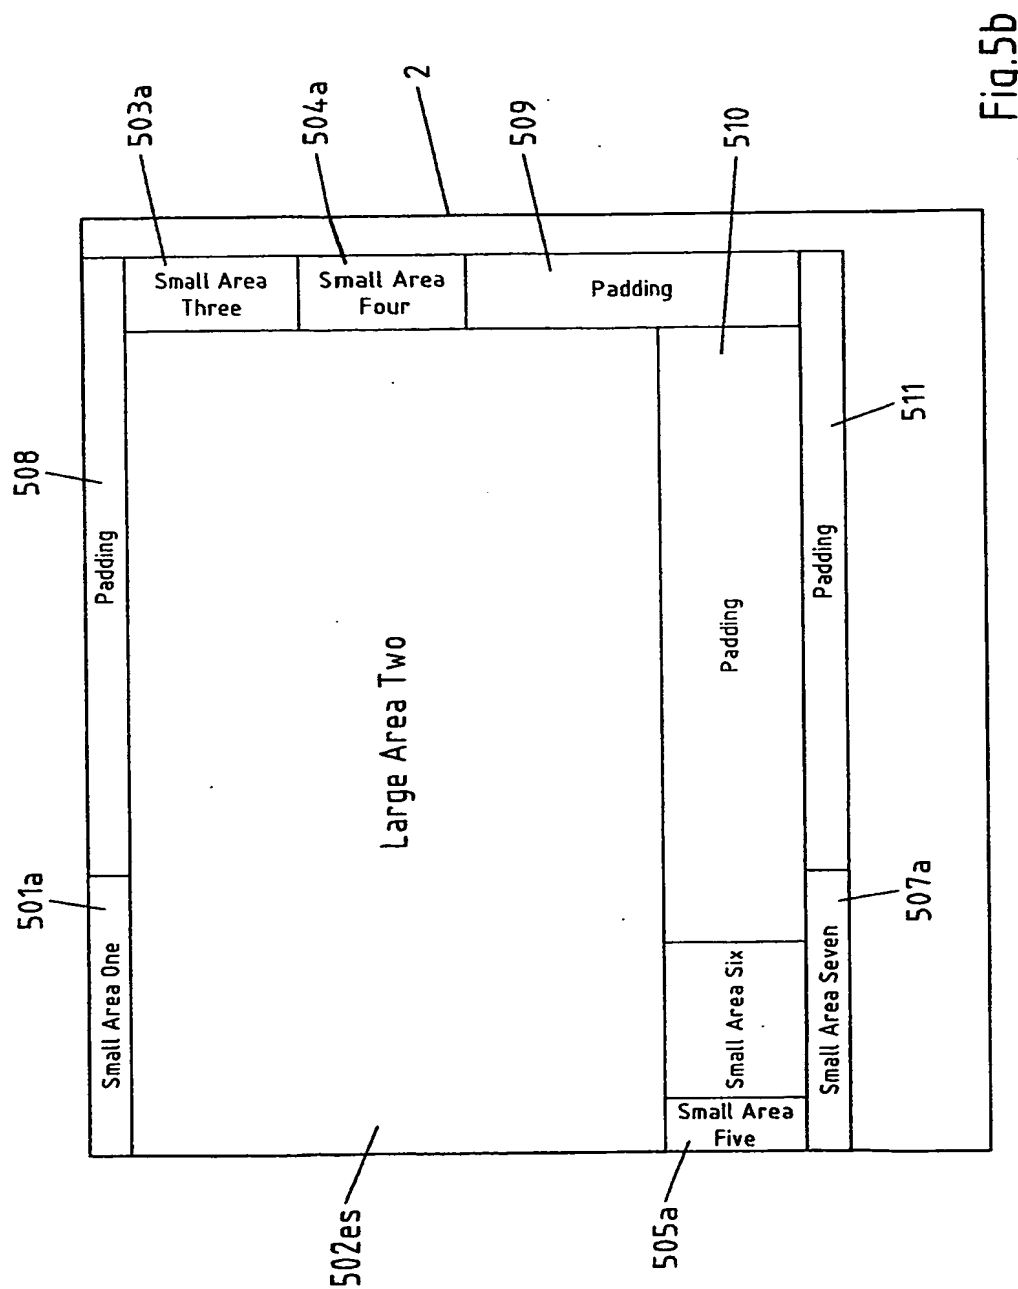 Fig.5b
503a
504a
2
509
510
508
511
501a
507a
502es
505a
Padding
Small Area
Three
Small Area
Four
Padding
Padding
Padding
Large Area Two
Small Area One
Small Area Six
Small Area Seven
Small Area
Five